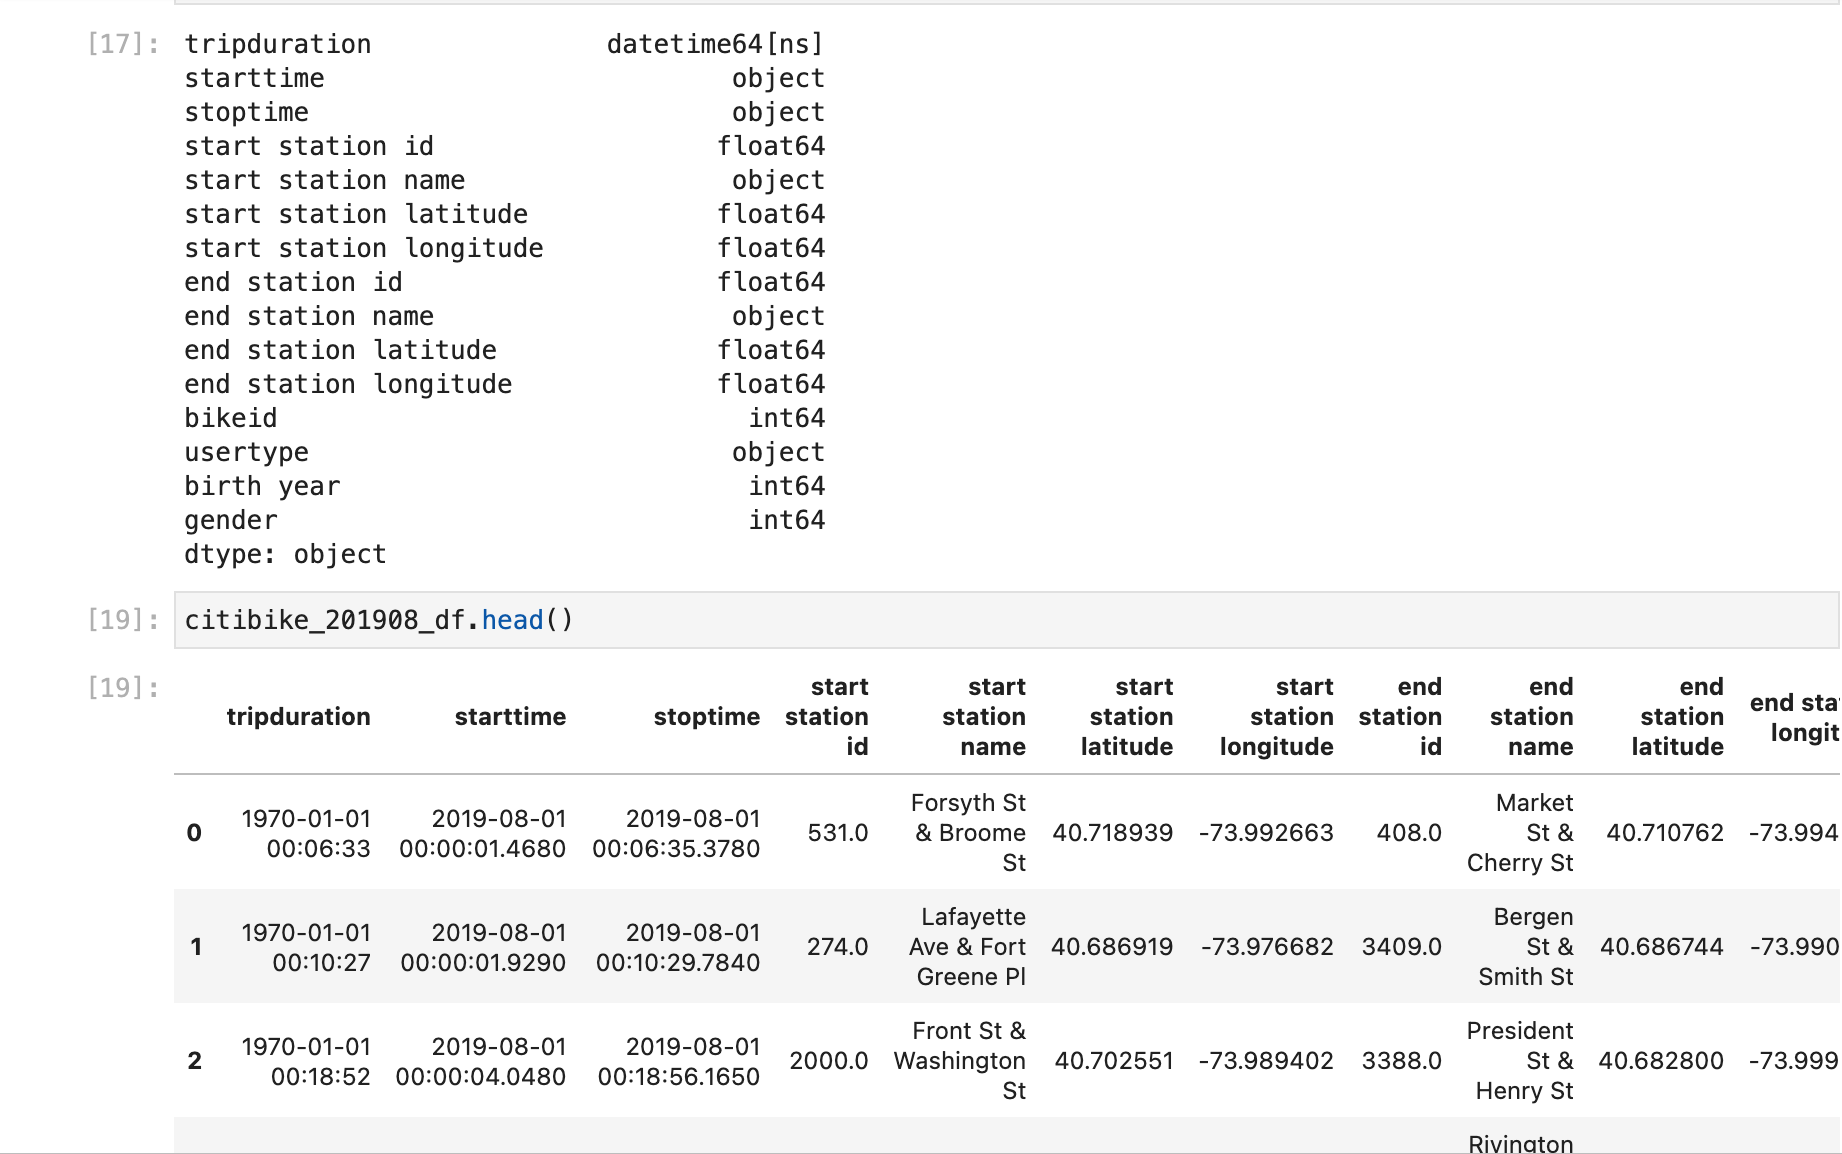 [17]: tripduration datetime64[ns]
starttime object
stoptime object
start station id float64
start station name object
start station latitude float64
start station longitude float64
end station id float64
end station name object
end station latitude float64
end station longitude float64
bikeid int64
usertype object
birth year int64
gender int64
dtype: object
[19]: citibike_201908_df.head()
[19]:
tripduration starttime stoptime start station id start station name start station latitude start station longitude end station id end station name end station latitude end sta longit
0 1970-01-01 00:06:33 2019-08-01 00:00:01.4680 2019-08-01 00:06:35.3780 531.0 Forsyth St & Broome St 40.718939 -73.992663 408.0 Market St & Cherry St 40.710762 -73.994
1 1970-01-01 00:10:27 2019-08-01 00:00:01.9290 2019-08-01 00:10:29.7840 274.0 Lafayette Ave & Fort Greene Pl 40.686919 -73.976682 3409.0 Bergen St & Smith St 40.686744 -73.990
2 1970-01-01 00:18:52 2019-08-01 00:00:04.0480 2019-08-01 00:18:56.1650 2000.0 Front St & Washington St 40.702551 -73.989402 3388.0 President St & Henry St 40.682800 -73.999
Rivington